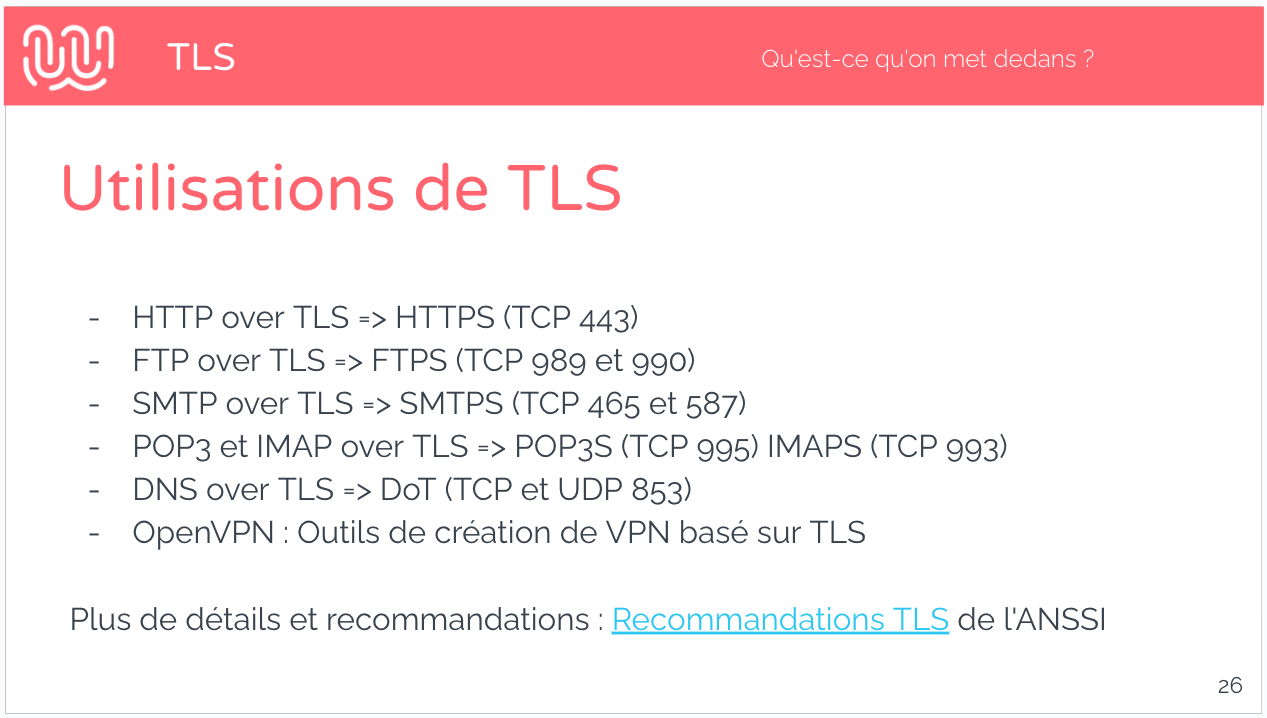 TLS
Qu'est-ce qu'on met dedans ?
Utilisations de TLS
- HTTP over TLS => HTTPS (TCP 443)
- FTP over TLS => FTPS (TCP 989 et 990)
- SMTP over TLS => SMTPS (TCP 465 et 587)
- POP3 et IMAP over TLS => POP3S (TCP 995) IMAPS (TCP 993)
- DNS over TLS => DoT (TCP et UDP 853)
- OpenVPN : Outils de création de VPN basé sur TLS
Plus de détails et recommandations : Recommandations TLS de l'ANSSI
26